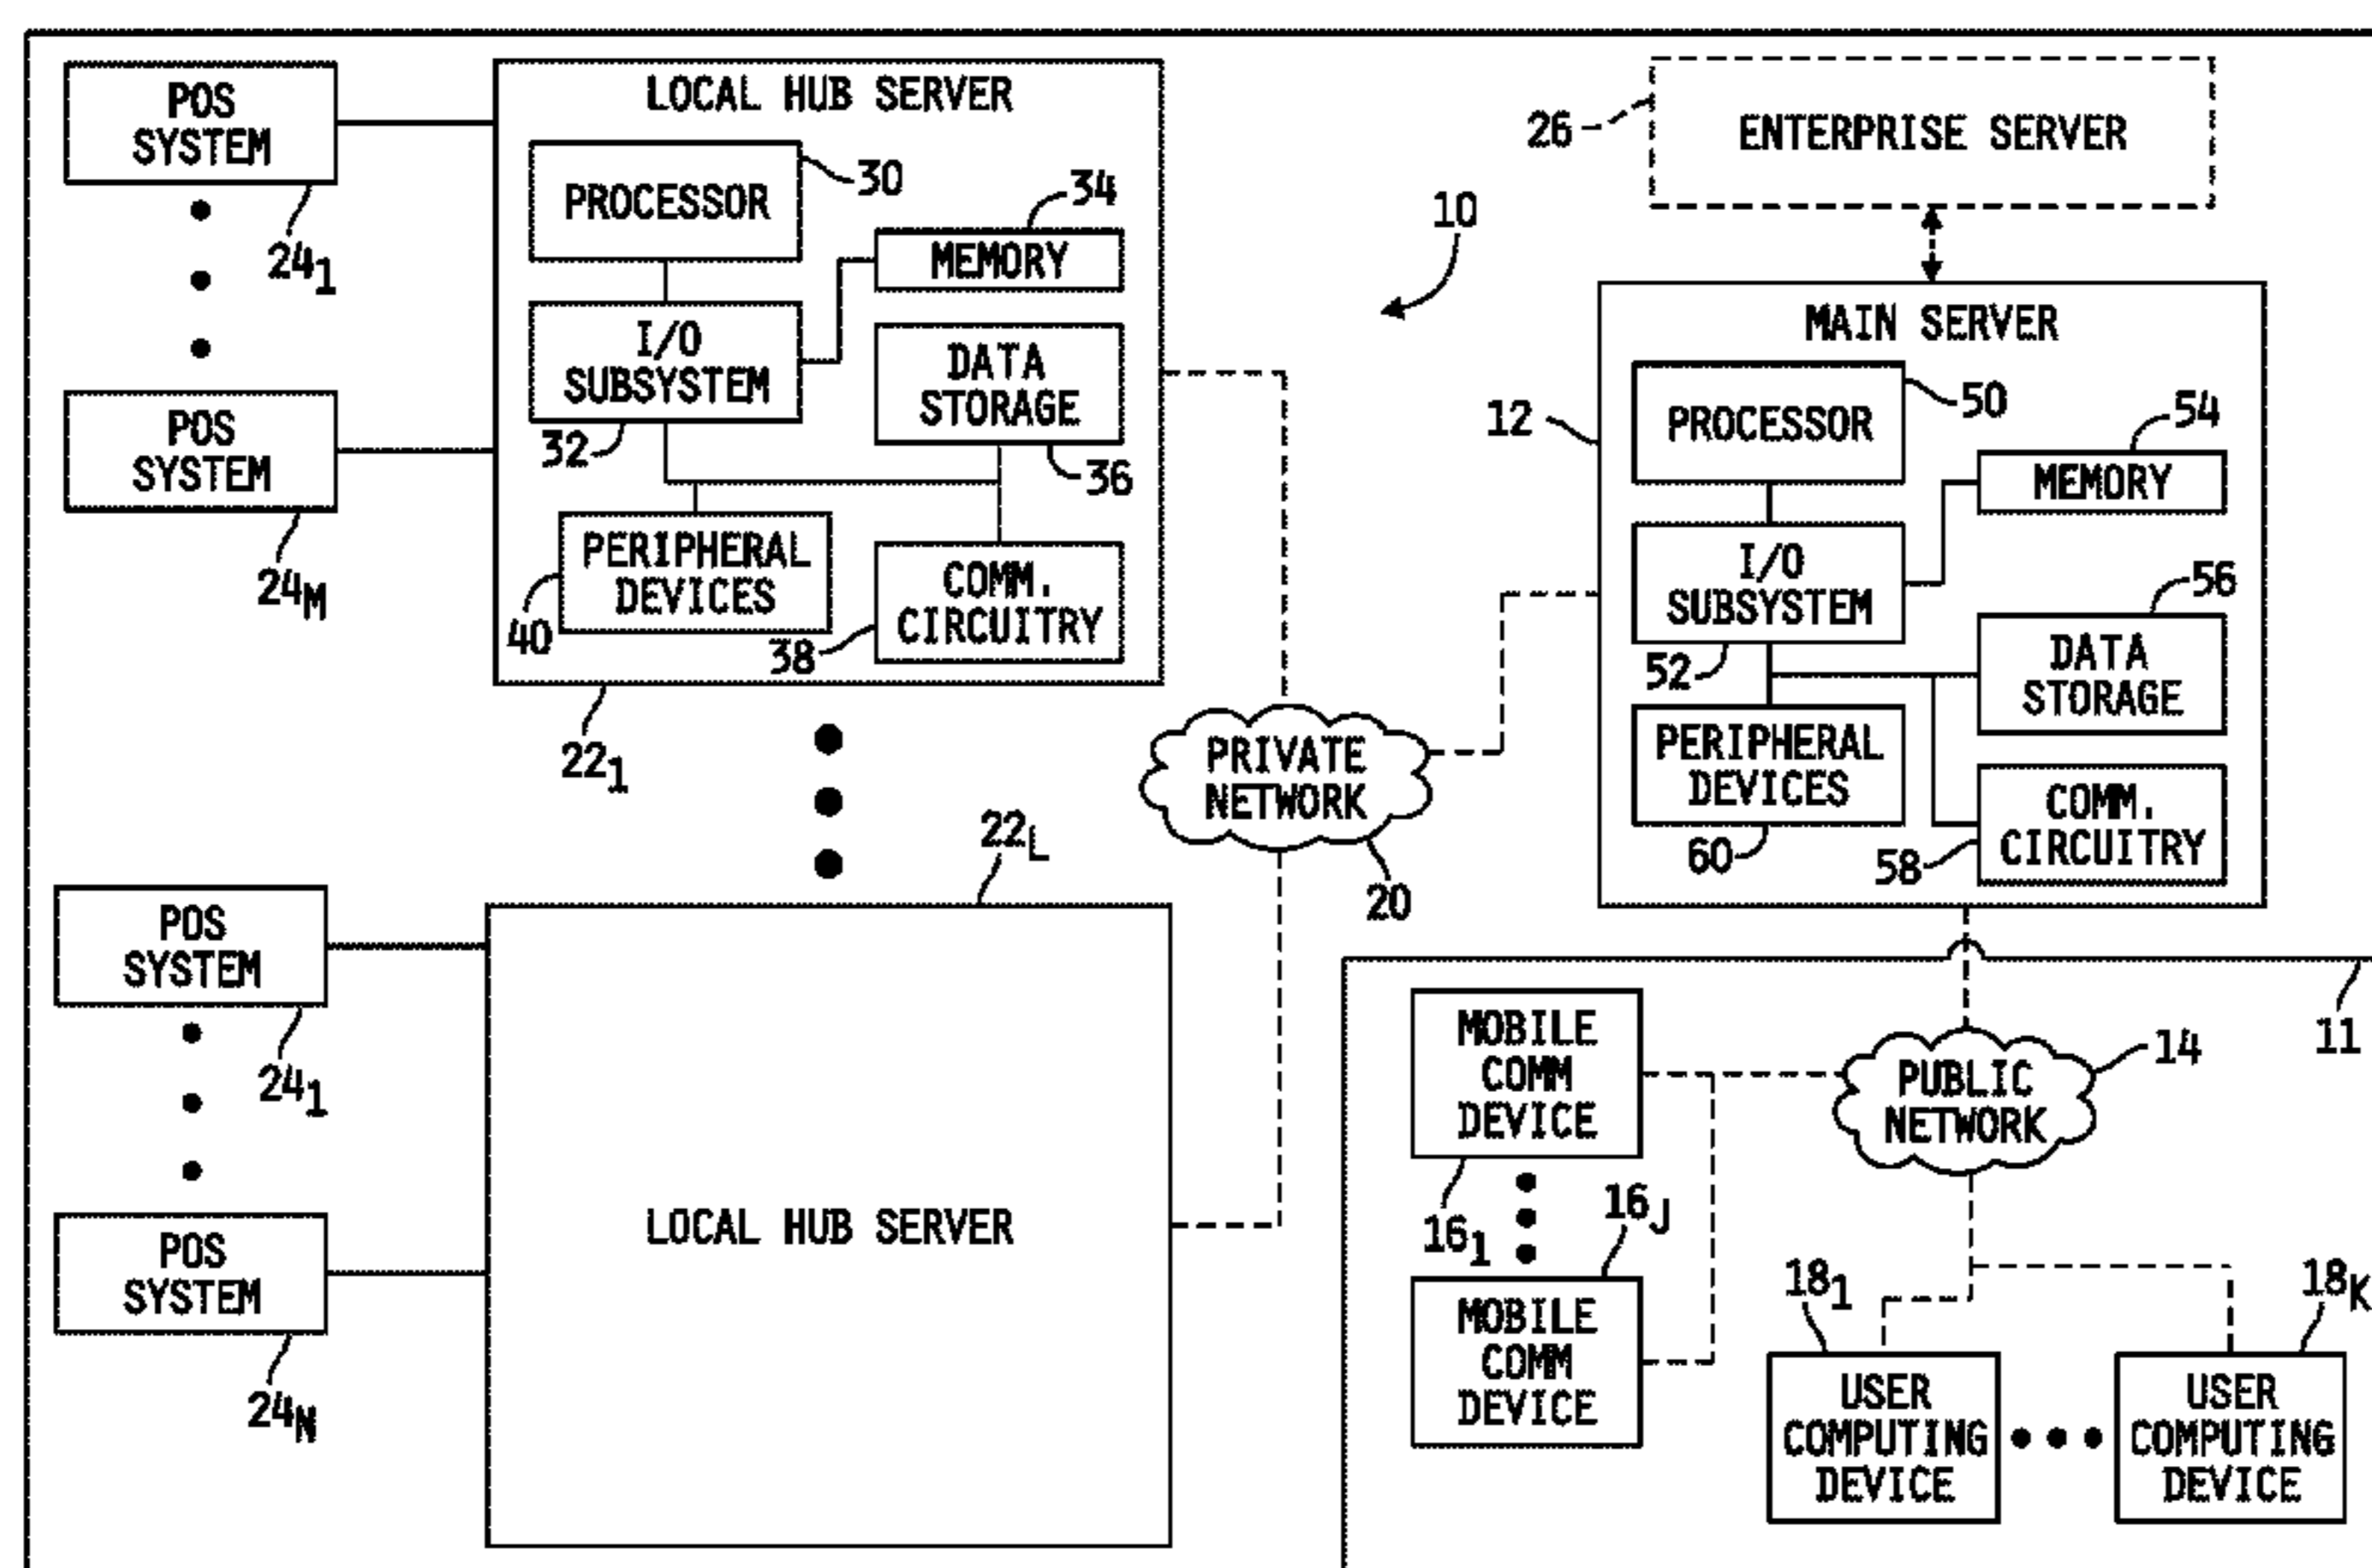 POS
SYSTEM
24₁
POS
SYSTEM
24M
LOCAL HUB SERVER
PROCESSOR
30
34
MEMORY
I/O
SUBSYSTEM
32
DATA
STORAGE
36
PERIPHERAL
DEVICES
40
COMM.
CIRCUITRY
38
22₁
10
26
ENTERPRISE SERVER
MAIN SERVER
12
PROCESSOR
50
54
MEMORY
I/O
SUBSYSTEM
52
56
DATA
STORAGE
PERIPHERAL
DEVICES
60
COMM.
CIRCUITRY
58
PRIVATE
NETWORK
20
POS
SYSTEM
24₁
POS
SYSTEM
24N
22L
LOCAL HUB SERVER
11
MOBILE
COMM
DEVICE
16₁
16J
MOBILE
COMM
DEVICE
PUBLIC
NETWORK
14
18₁
USER
COMPUTING
DEVICE
18K
USER
COMPUTING
DEVICE